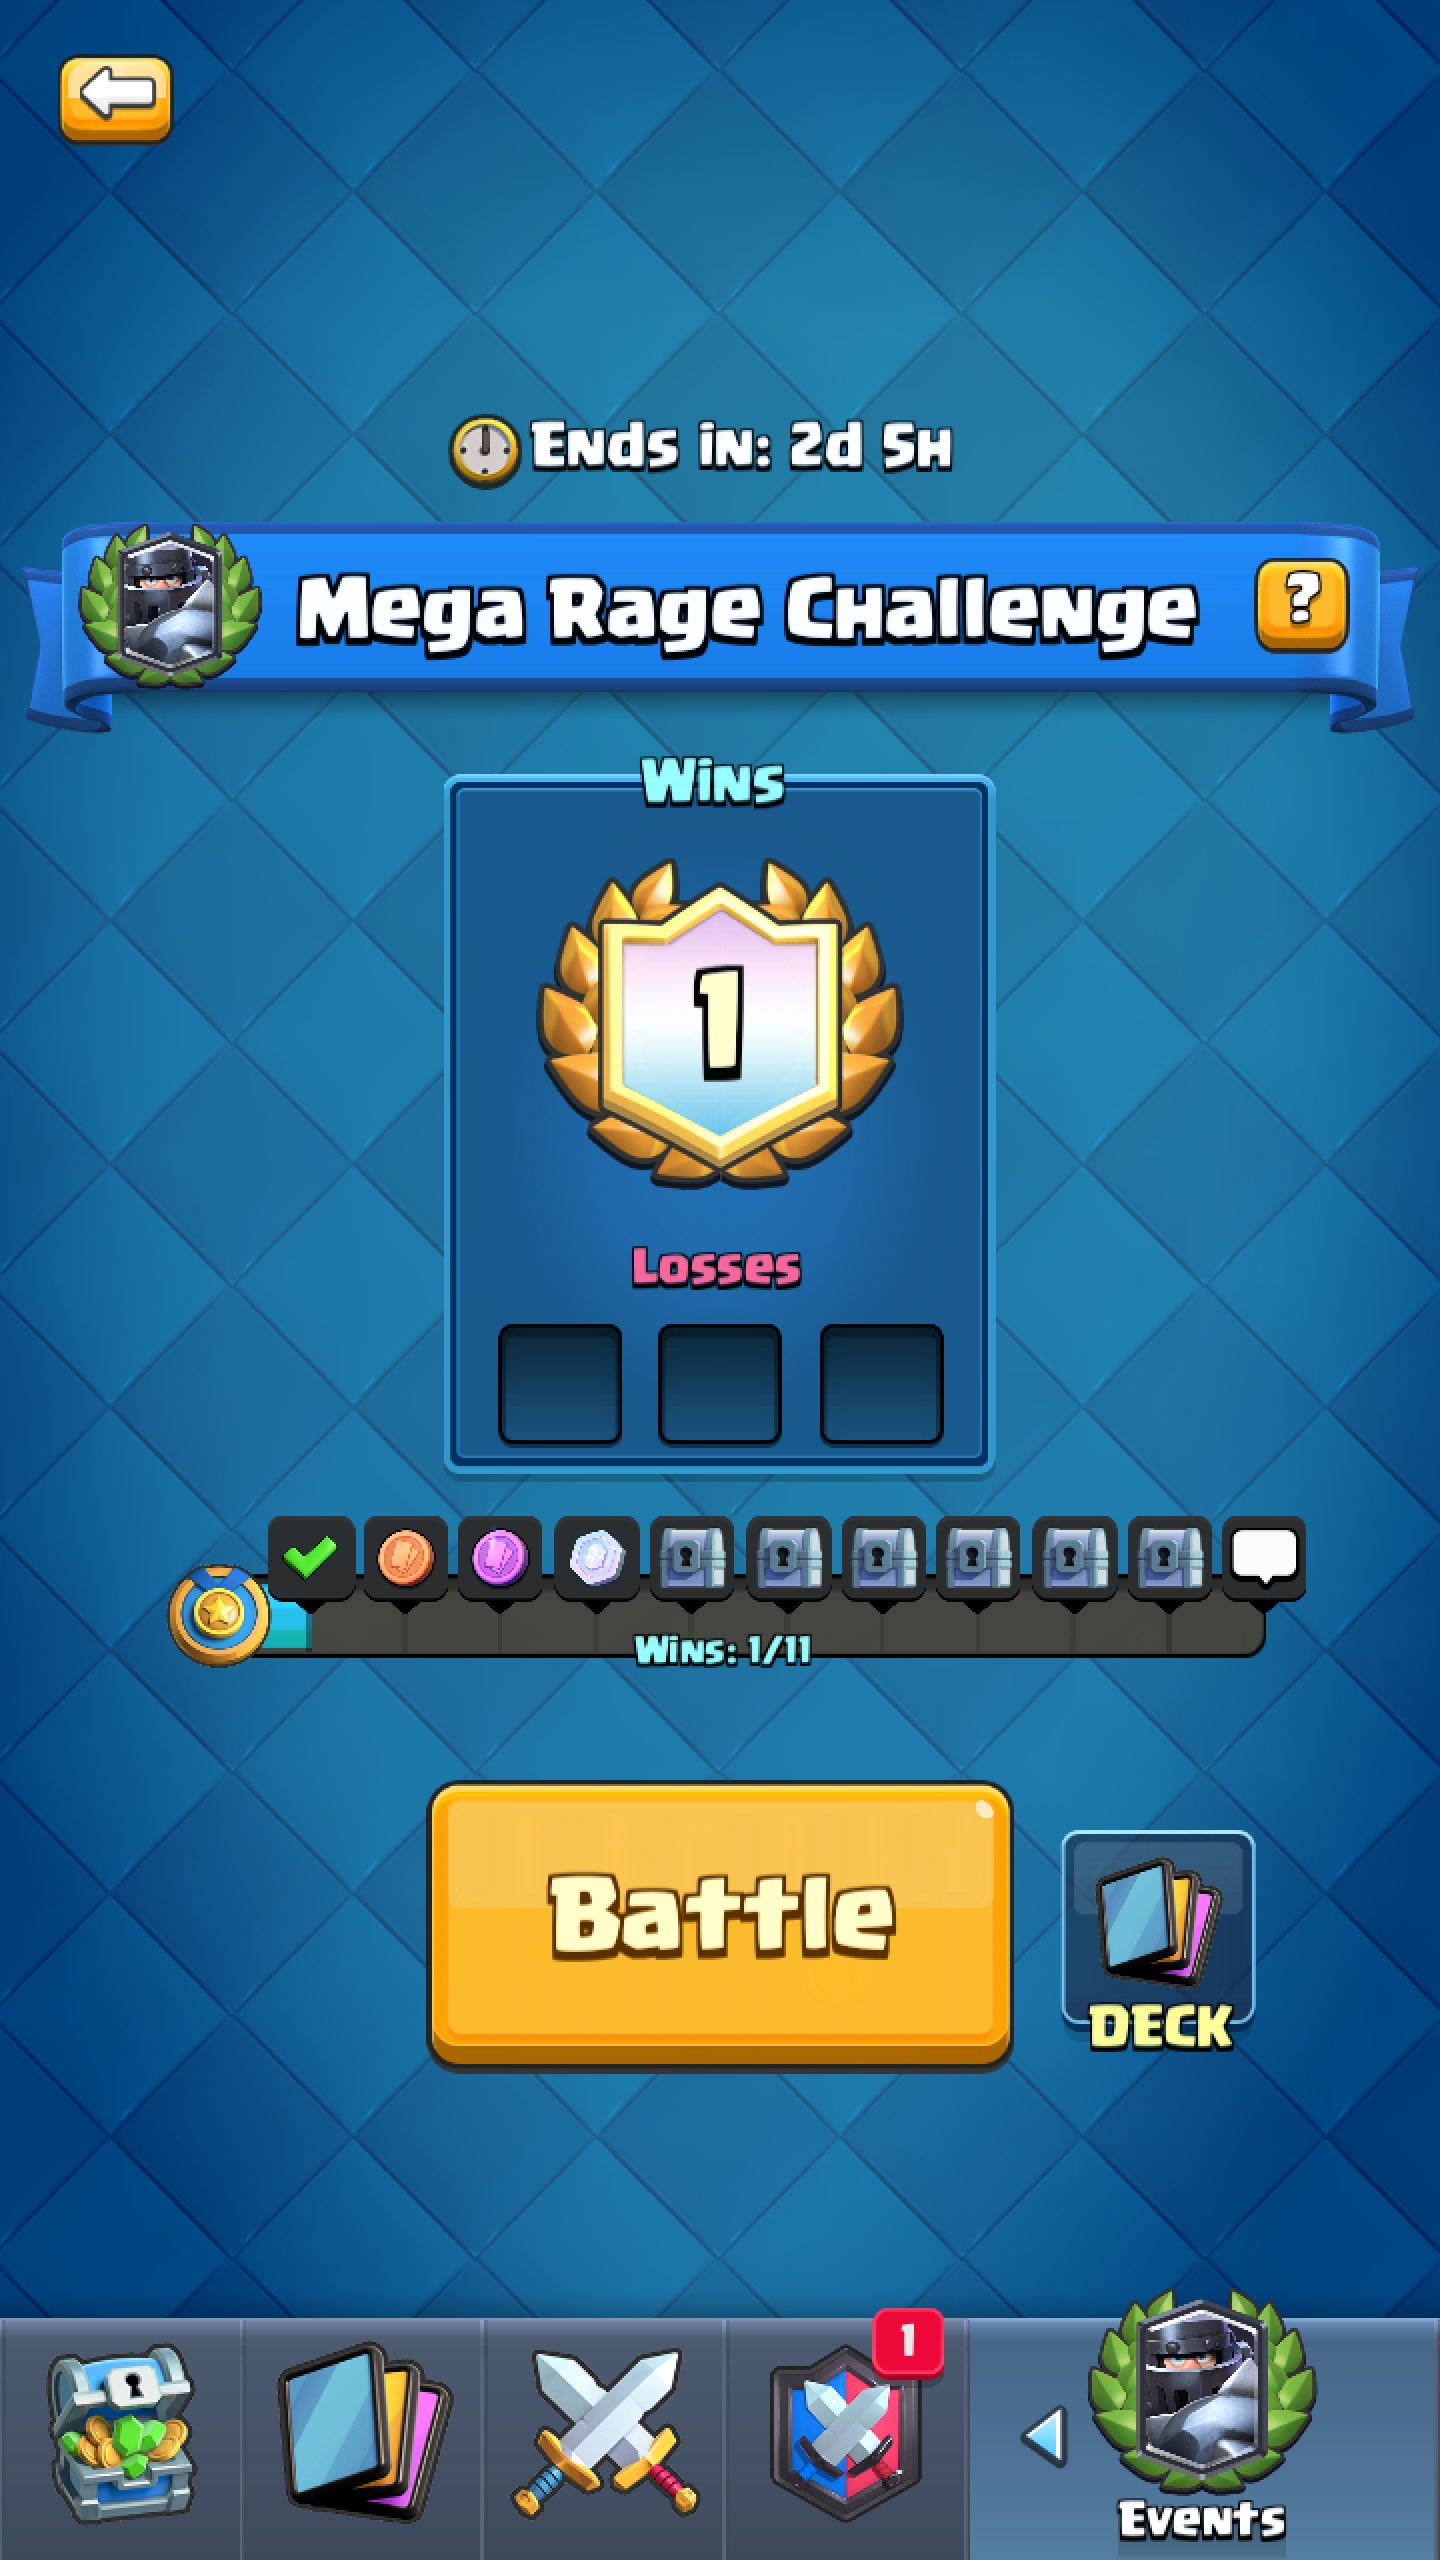 Ends in: 2d 5h
Mega Rage Challenge
?
Wins
1
Losses
Wins: 1/11
Battle
DECK
1
Events